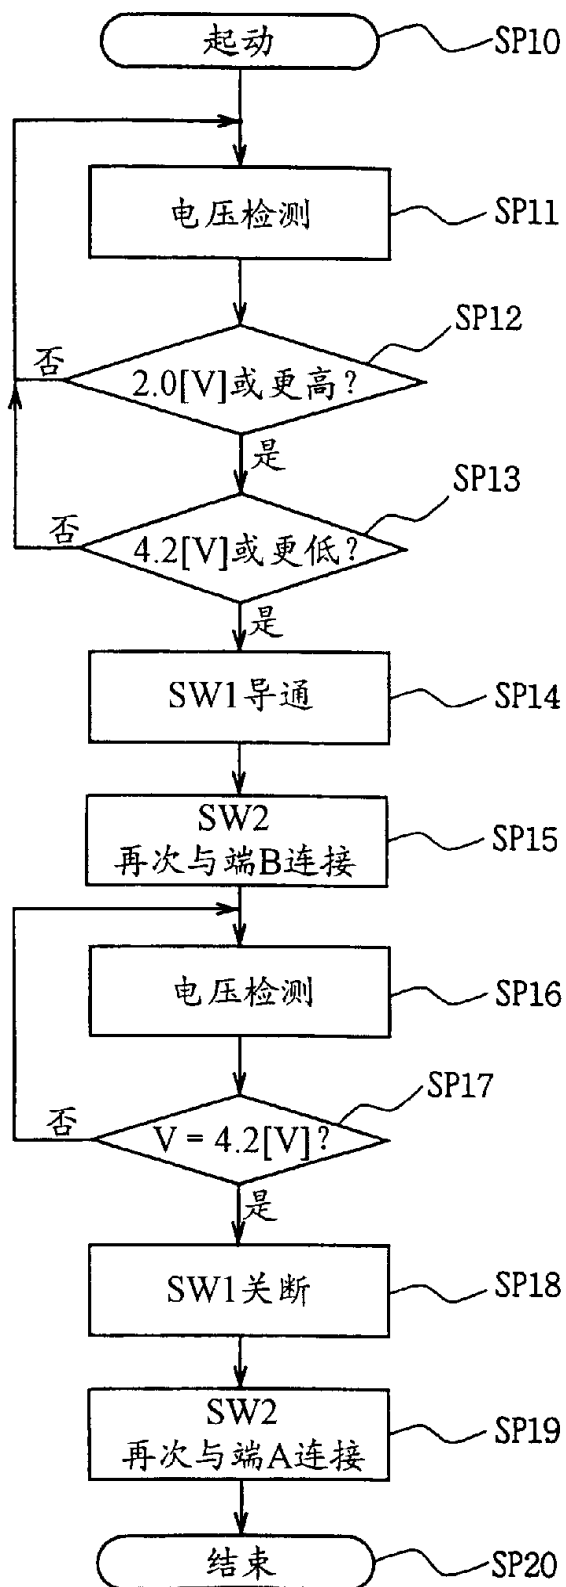 起动
SP10
电压检测
SP11
SP12
否
2.0[V]或更高?
是
SP13
否
4.2[V]或更低?
是
SW1导通
SP14
SW2
再次与端B连接
SP15
电压检测
SP16
SP17
否
V = 4.2[V]?
是
SW1关断
SP18
SW2
再次与端A连接
SP19
结束
SP20